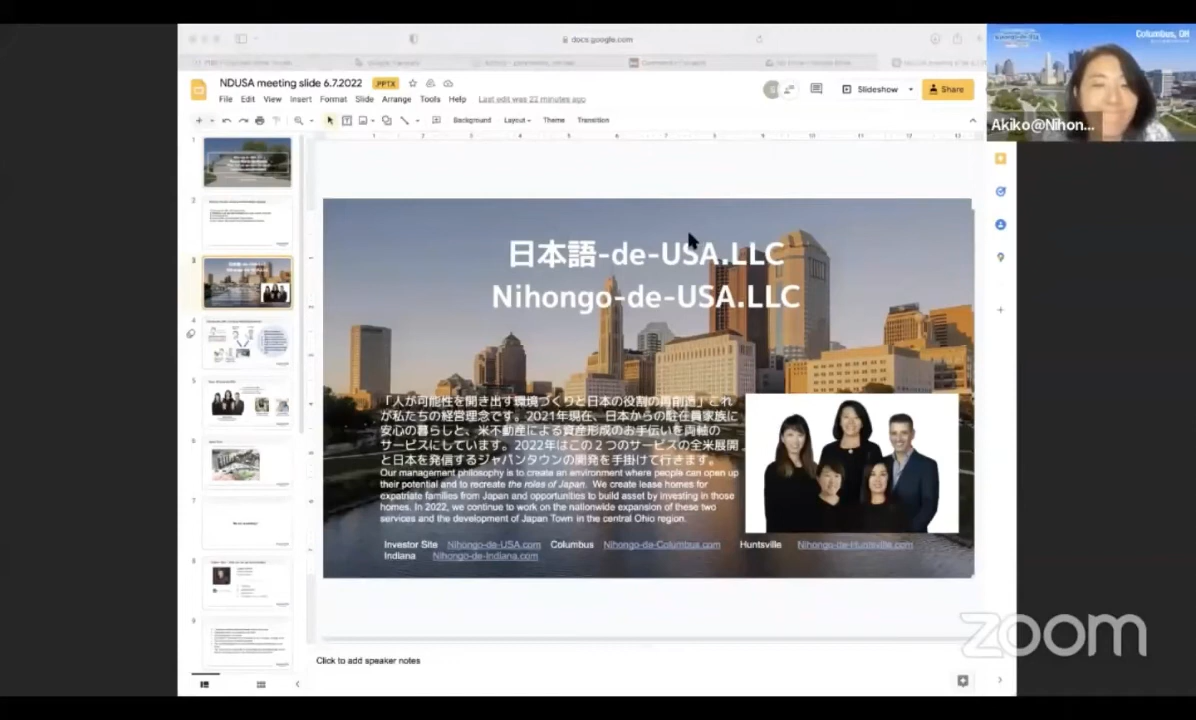 docs.google.com
NDUSA meeting slide 6.7.2022 PPTX
File Edit View Insert Format Slide Arrange Tools Help Last edit was 22 minutes ago
Slideshow Share
Background Layout Theme Transition
Columbus, OH
Akiko@Nihon...
1
2
3
4
5
6
7
8
9
日本語-de-USA.LLC
Nihongo-de-USA.LLC
「人が可能性を開き出す環境づくりと日本の役割の再創造」これ
が私たちの経営理念です。2021年現在、日本からの駐在員家族に
安心の暮らしと、米不動産による資産形成のお手伝いを両軸の
サービスにしています。2022年はこの２つのサービスの全米展開
と日本を発信するジャパンタウンの開発を手掛けて行きます。
Our management philosophy is to create an environment where people can open up
their potential and to recreate the roles of Japan. We create lease homes for
expatriate families from Japan and opportunities to build asset by investing in those
homes. In 2022, we continue to work on the nationwide expansion of these two
services and the development of Japan Town in the central Ohio region.
Investor Site Nihongo-de-USA.com Columbus Nihongo-de-Columbus.com Huntsville Nihongo-de-Huntsville.com
Indiana Nihongo-de-Indiana.com
Click to add speaker notes
zoom